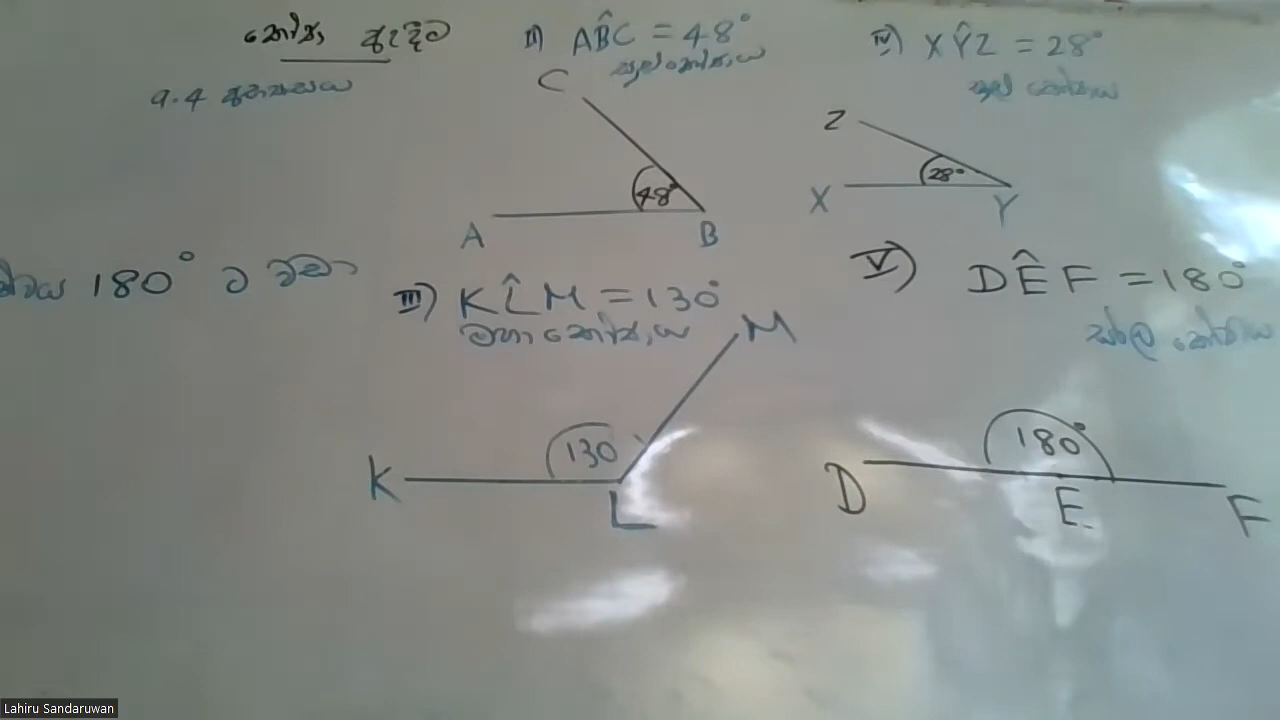 කෝණ ඇඳීම
9.4 අභ්‍යාසය
II) AB̂C = 48°
සුළු කෝණය
C
48°
A
B
IV) XŶZ = 28°
සුළු කෝණය
Z
28°
X
Y
180° ට වඩා
III) KL̂M = 130°
මහා කෝණය
M
130
K
L
V) DÊF = 180°
සරල කෝණය
180°
D
E
F
Lahiru Sandaruwan